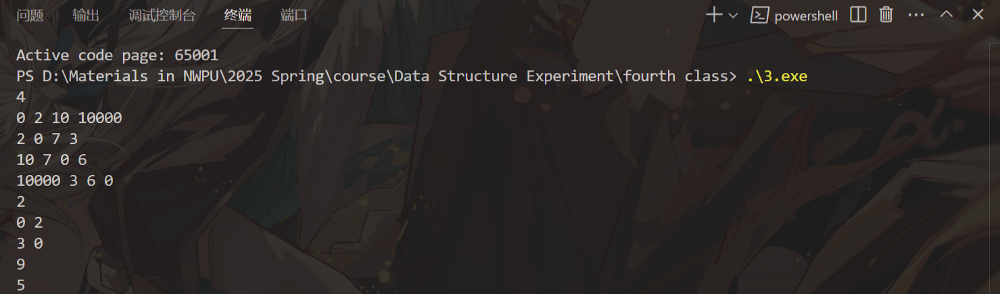 问题 输出 调试控制台 终端 端口 powershell
Active code page: 65001
PS D:\Materials in NWPU\2025 Spring\course\Data Structure Experiment\fourth class> .\3.exe
4
0 2 10 10000
2 0 7 3
10 7 0 6
10000 3 6 0
2
0 2
3 0
9
5